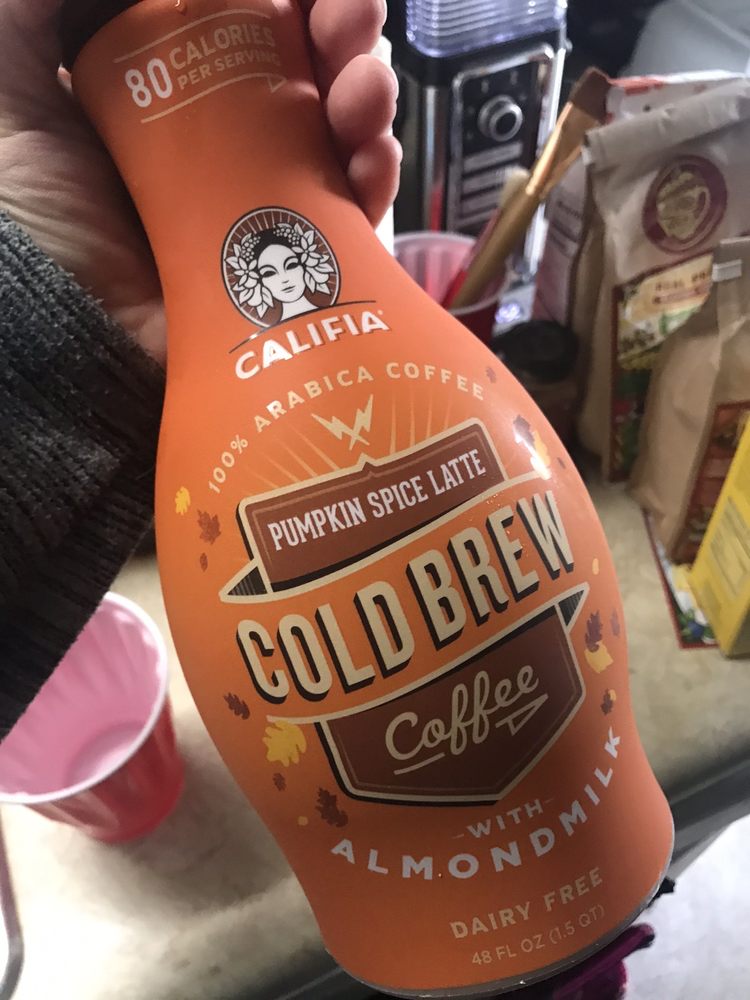 80 CALORIES
PER SERVING
CALIFIA
100% ARABICA COFFEE
PUMPKIN SPICE LATTE
COLD BREW
Coffee
WITH
ALMONDMILK
DAIRY FREE
48 FL OZ (1.5 QT)